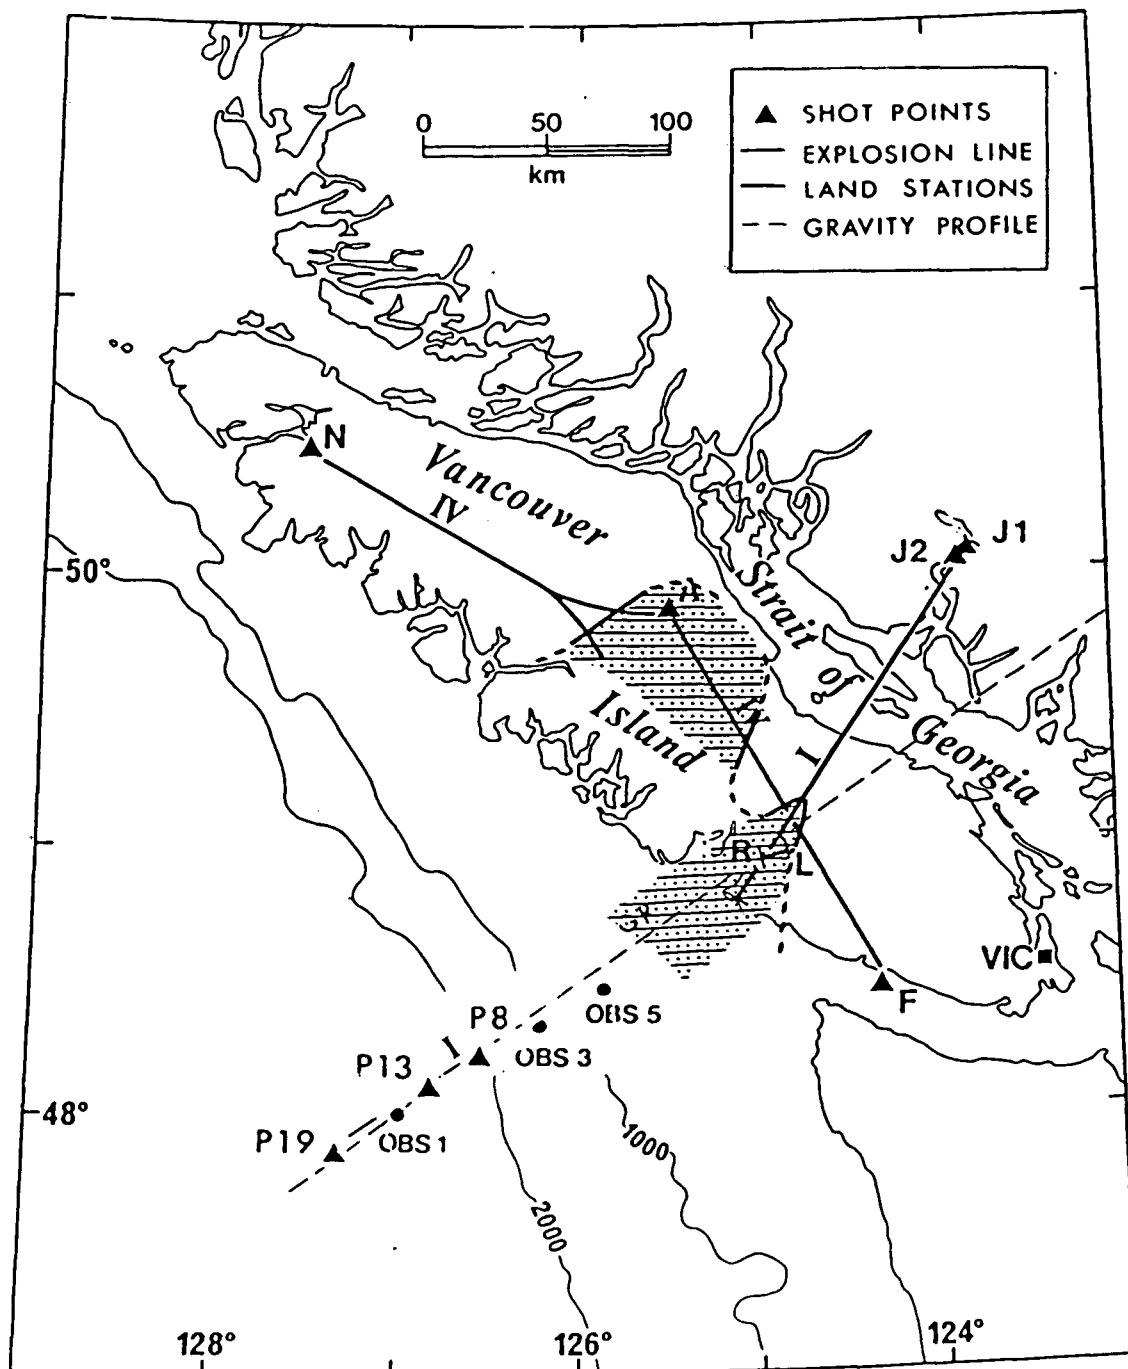 0 50 100
km
SHOT POINTS
EXPLOSION LINE
LAND STATIONS
GRAVITY PROFILE
N
Vancouver
IV
J1
J2
50°
A
Strait of
Georgia
Island
I
R
L
VIC
F
OBS 5
P8
OBS 3
I
P13
OBS 1
P19
48°
1000
2000
128°
126°
124°